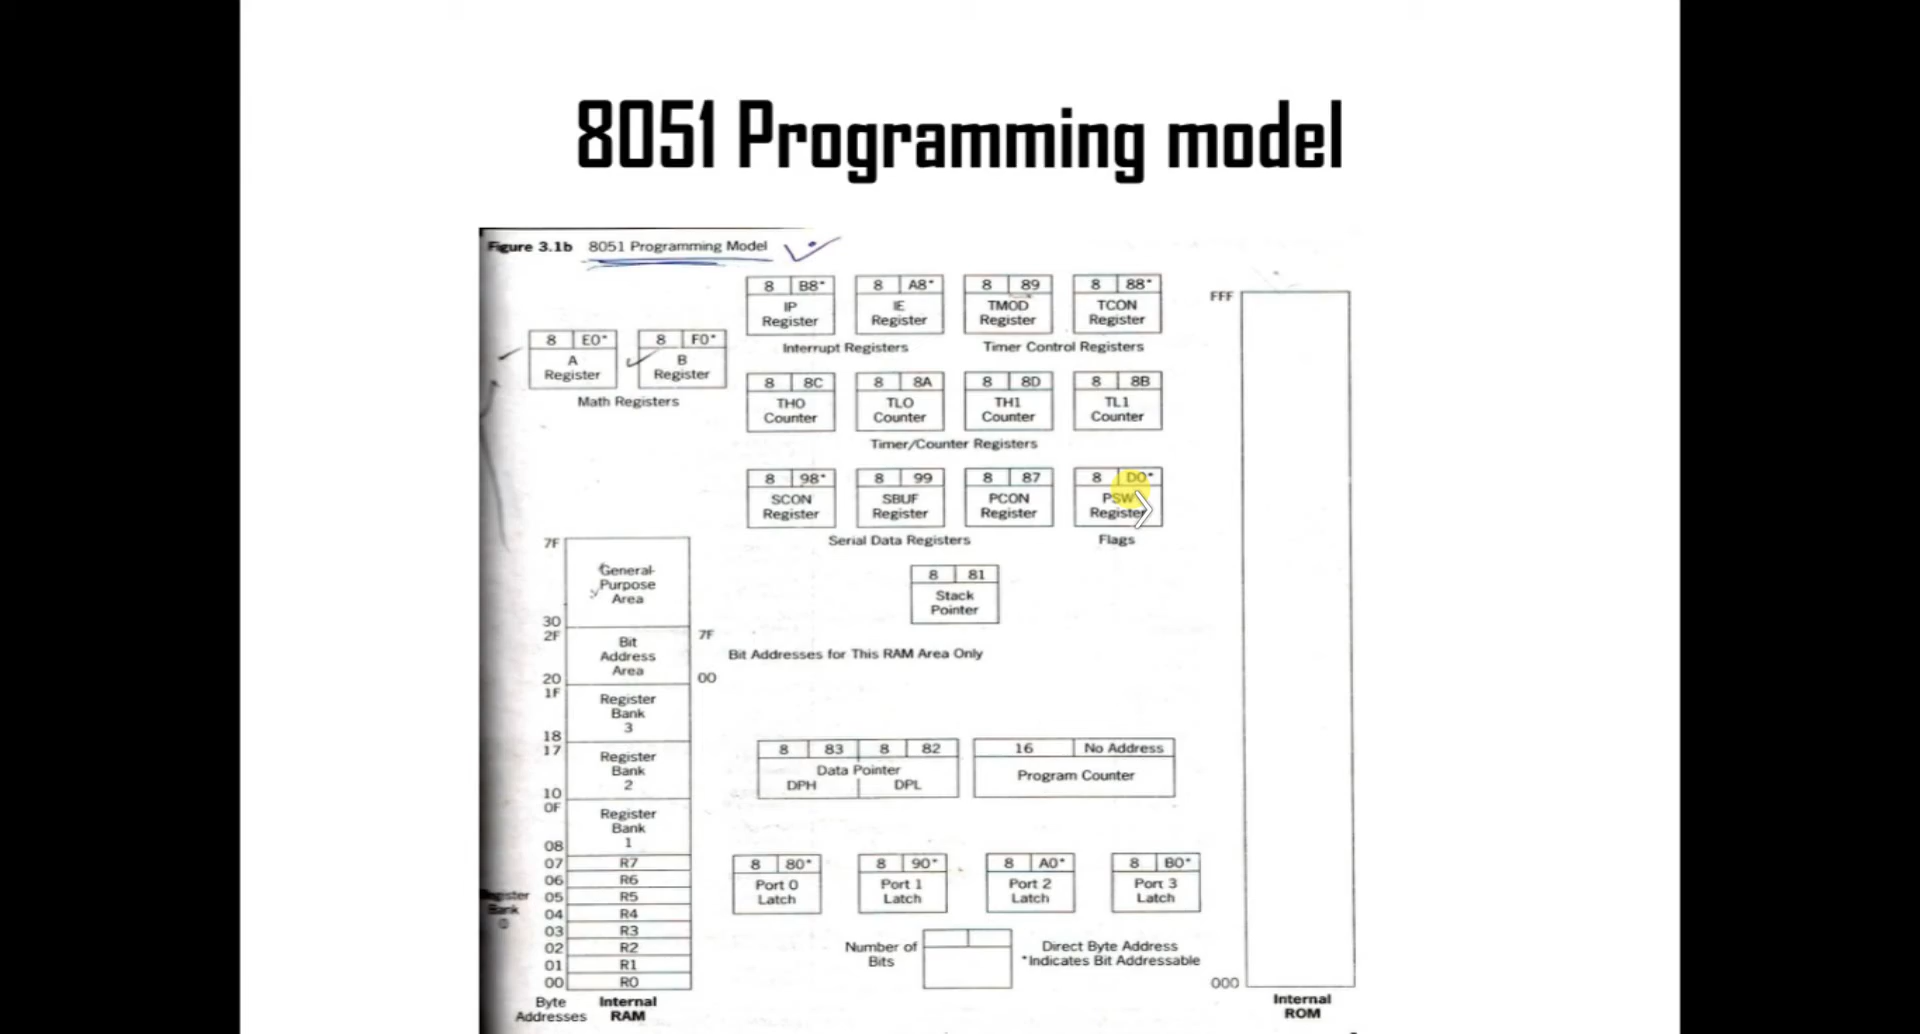 8051 Programming model
Figure 3.1b 8051 Programming Model
8 B8*
IP
Register
8 A8*
IE
Register
8 89
TMOD
Register
8 88*
TCON
Register
Interrupt Registers
Timer Control Registers
8 E0*
A
Register
8 F0*
B
Register
Math Registers
8 8C
TH0
Counter
8 8A
TL0
Counter
8 8D
TH1
Counter
8 8B
TL1
Counter
Timer/Counter Registers
8 98*
SCON
Register
8 99
SBUF
Register
8 87
PCON
Register
8 D0*
PSW
Register
Serial Data Registers
Flags
8 81
Stack
Pointer
7F
General-
Purpose
Area
30
2F
Bit
Address
Area
20
7F
00
Bit Addresses for This RAM Area Only
1F
Register
Bank
3
18
17
Register
Bank
2
10
0F
Register
Bank
1
08
8 83 8 82
Data Pointer
DPH DPL
16 No Address
Program Counter
07 R7
06 R6
05 R5
04 R4
03 R3
02 R2
01 R1
00 R0
Bank
0
Byte
Addresses
Internal
RAM
8 80*
Port 0
Latch
8 90*
Port 1
Latch
8 A0*
Port 2
Latch
8 B0*
Port 3
Latch
Number of
Bits
Direct Byte Address
*Indicates Bit Addressable
FFF
000
Internal
ROM